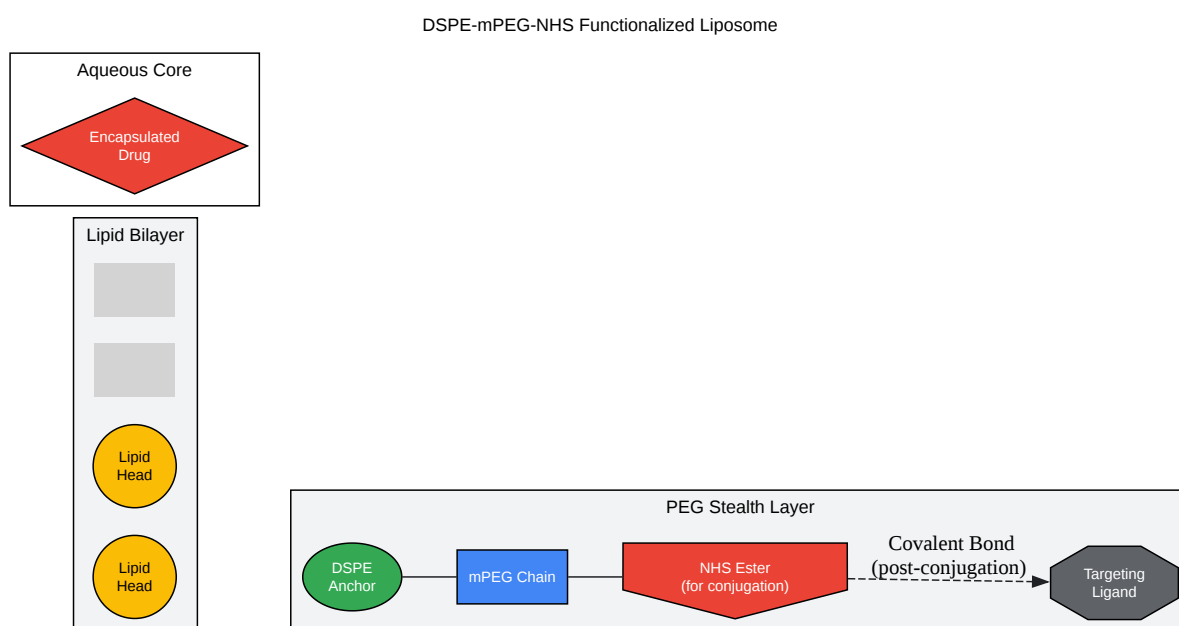 DSPE-mPEG-NHS Functionalized Liposome
Aqueous Core
Encapsulated
Drug
Lipid Bilayer
Lipid
Head
Lipid
Head
PEG Stealth Layer
DSPE
Anchor
mPEG Chain
NHS Ester
(for conjugation)
Covalent Bond
(post-conjugation)
Targeting
Ligand